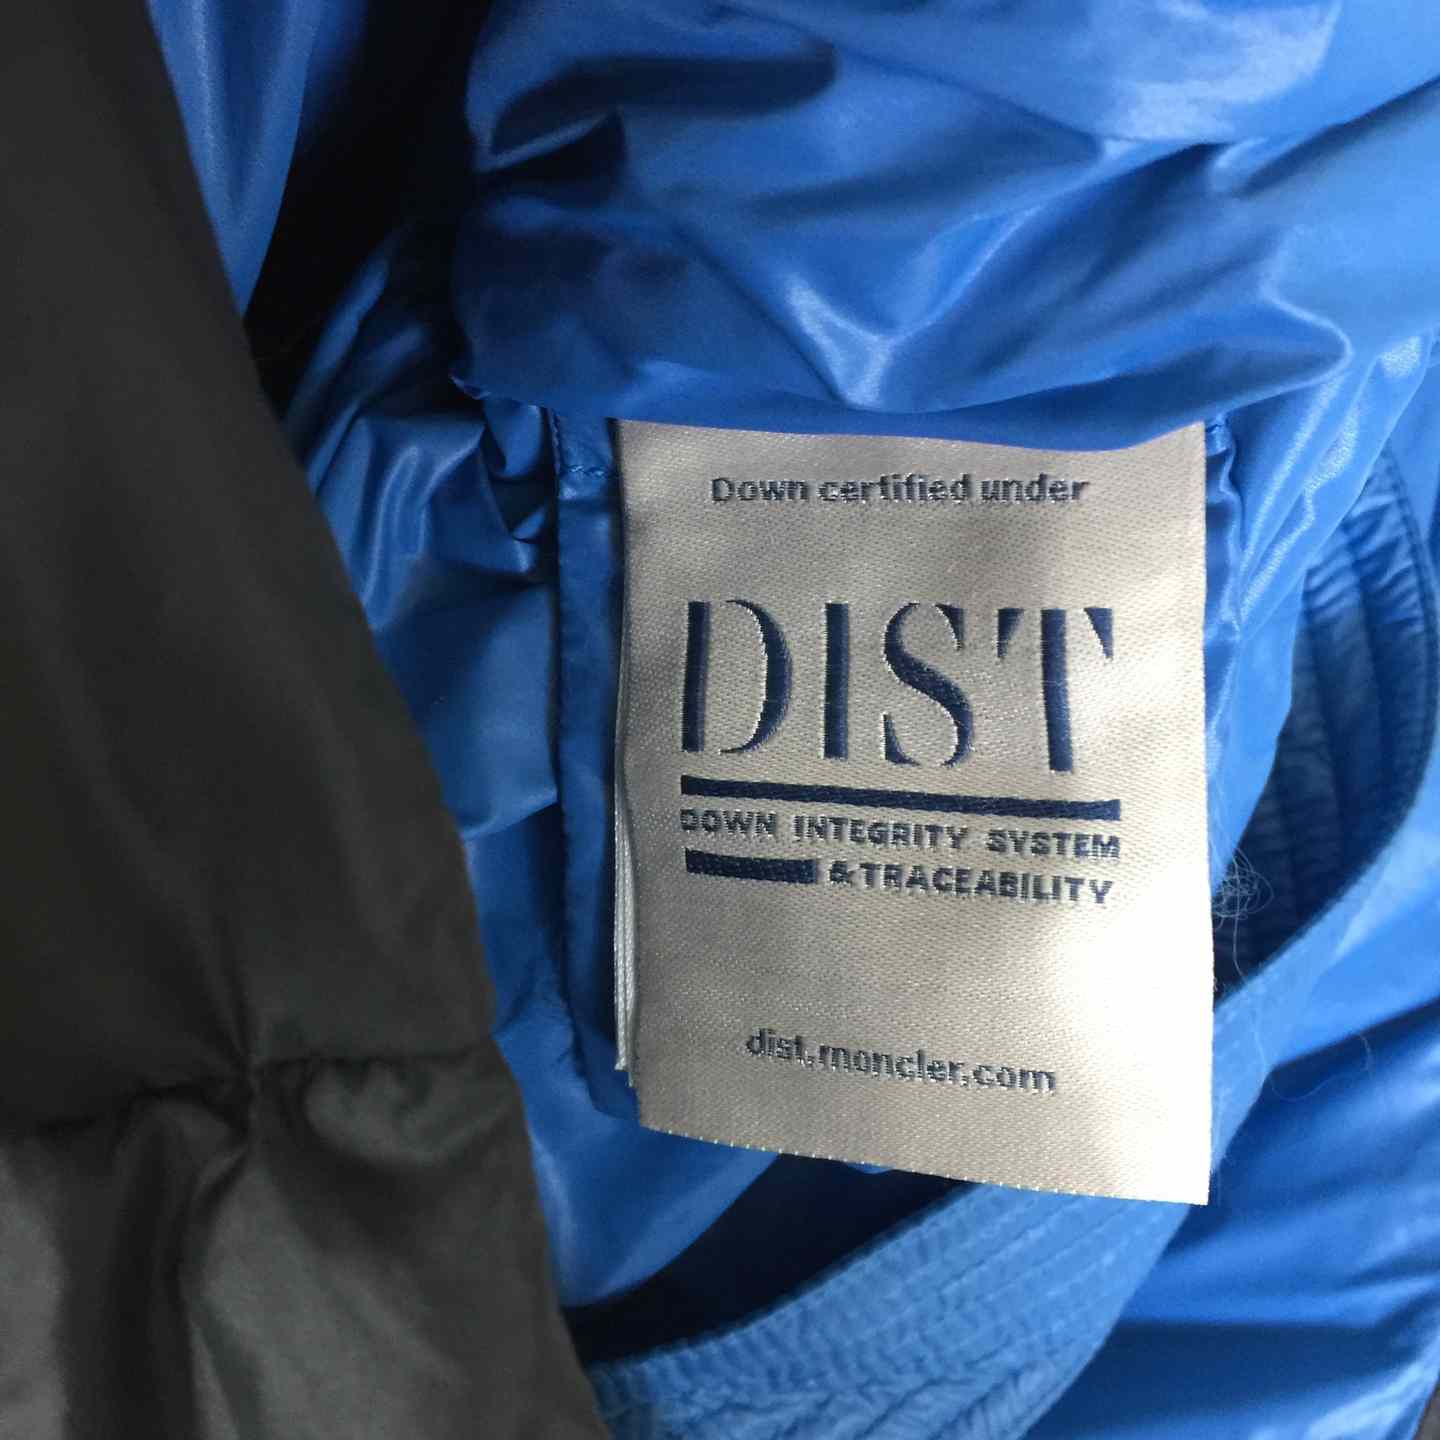 Down certified under
DIST
DOWN INTEGRITY SYSTEM
& TRACEABILITY
dist.moncler.com